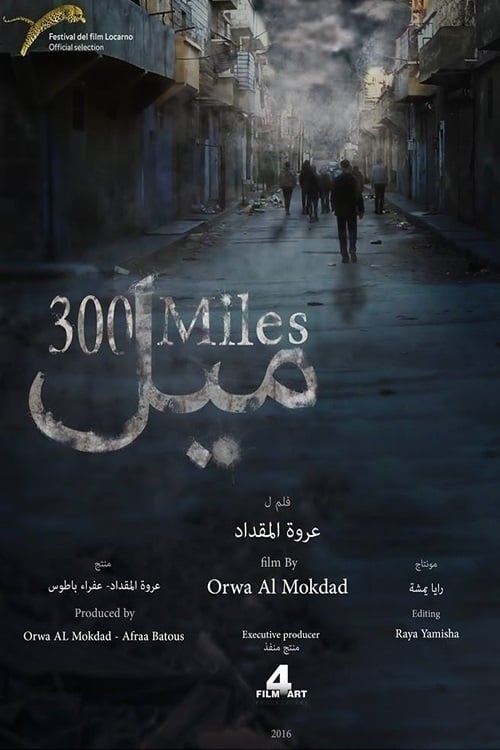 Festival del film Locarno
Official selection
300 Miles
ميل
فلم ل
عروة المقداد
film By
Orwa Al Mokdad
منتج
عروة المقداد- عفراء باطوس
Produced by
Orwa AL Mokdad - Afraa Batous
مونتاج
رايا يمشة
Editing
Raya Yamisha
Executive producer
منتج منفذ
4
FILM ART
PRODUCTIONS
2016